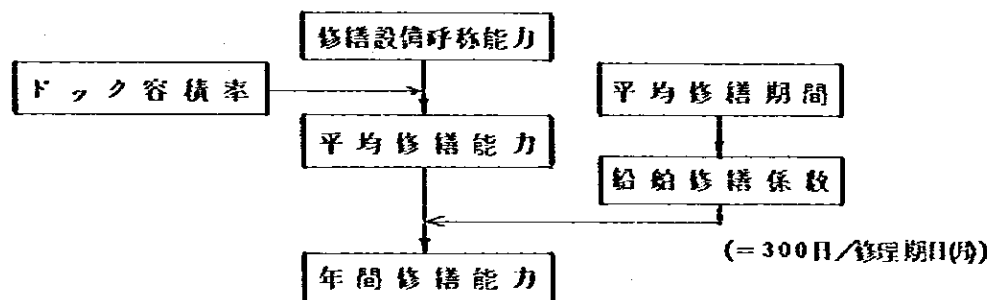 修繕設備呼称能力
ドック容積率
平均修繕期間
平均修繕能力
船舶修繕係数
(=300日/修理期日(月))
年間修繕能力